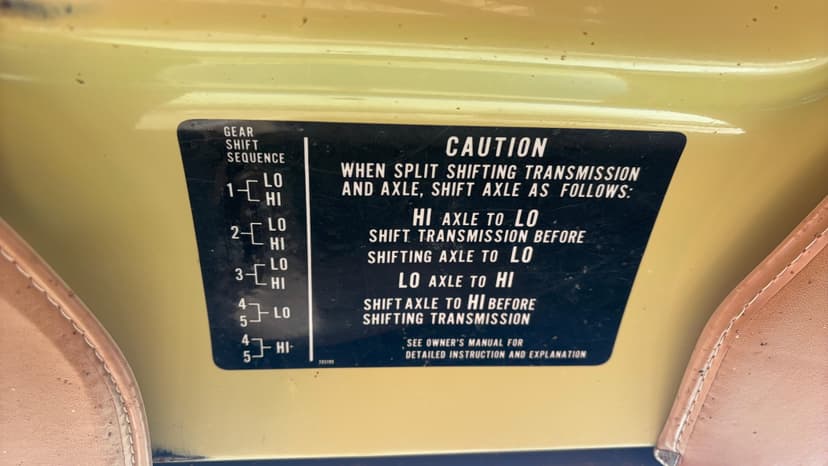 GEAR
SHIFT
SEQUENCE
1 LO
HI
2 LO
HI
3 LO
HI
4
5 LO
4
5 HI
CAUTION
WHEN SPLIT SHIFTING TRANSMISSION
AND AXLE, SHIFT AXLE AS FOLLOWS:
HI AXLE TO LO
SHIFT TRANSMISSION BEFORE
SHIFTING AXLE TO LO
LO AXLE TO HI
SHIFT AXLE TO HI BEFORE
SHIFTING TRANSMISSION
SEE OWNER'S MANUAL FOR
DETAILED INSTRUCTION AND EXPLANATION